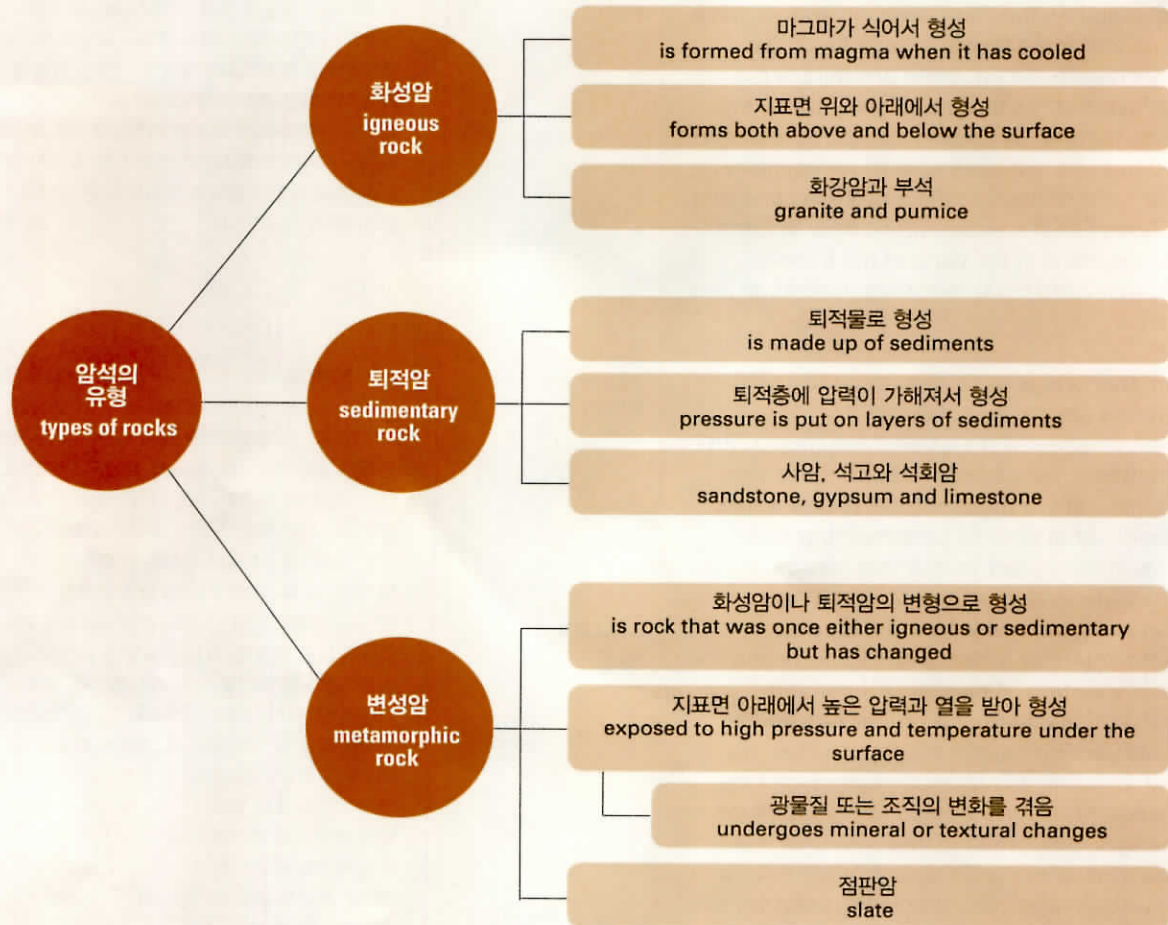 암석의
유형
types of rocks
화성암
igneous
rock
마그마가 식어서 형성
is formed from magma when it has cooled
지표면 위와 아래에서 형성
forms both above and below the surface
화강암과 부석
granite and pumice
퇴적암
sedimentary
rock
퇴적물로 형성
is made up of sediments
퇴적층에 압력이 가해져서 형성
pressure is put on layers of sediments
사암, 석고와 석회암
sandstone, gypsum and limestone
변성암
metamorphic
rock
화성암이나 퇴적암의 변형으로 형성
is rock that was once either igneous or sedimentary
but has changed
지표면 아래에서 높은 압력과 열을 받아 형성
exposed to high pressure and temperature under the
surface
광물질 또는 조직의 변화를 겪음
undergoes mineral or textural changes
점판암
slate